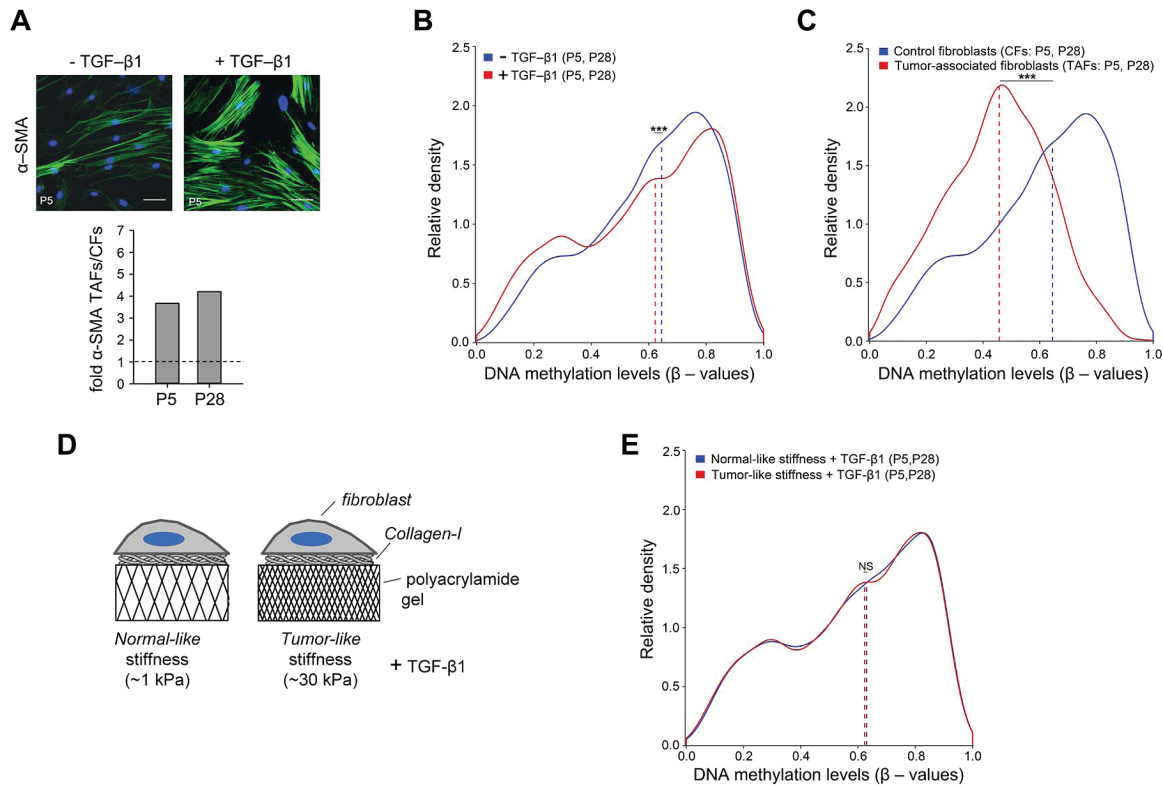 A
- TGF–β1
+ TGF–β1
α–SMA
P5
P5
fold α-SMA TAFs/CFs
7
6
5
4
3
2
1
0
P5
P28
B
– TGF–β1 (P5, P28)
+ TGF–β1 (P5, P28)
***
Relative density
2.5
2.0
1.5
1.0
0.5
0.0
0.0
0.2
0.4
0.6
0.8
1.0
DNA methylation levels (β – values)
C
Control fibroblasts (CFs: P5, P28)
Tumor-associated fibroblasts (TAFs: P5, P28)
***
Relative density
2.5
2.0
1.5
1.0
0.5
0.0
0.0
0.2
0.4
0.6
0.8
1.0
DNA methylation levels (β – values)
D
fibroblast
Collagen-I
polyacrylamide
gel
Normal-like
stiffness
(~1 kPa)
Tumor-like
stiffness
(~30 kPa)
+ TGF-β1
E
Normal-like stiffness + TGF-β1 (P5,P28)
Tumor-like stiffness + TGF-β1 (P5,P28)
NS
Relative density
2.5
2.0
1.5
1.0
0.5
0.0
0.0
0.2
0.4
0.6
0.8
1.0
DNA methylation levels (β – values)